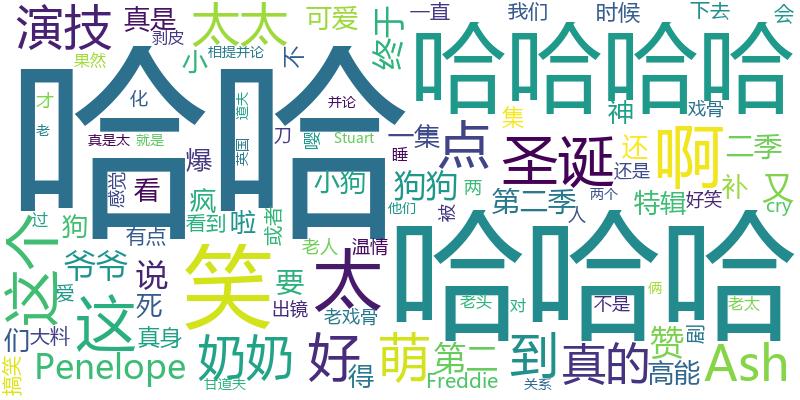 演技
真是
剥皮
太太
可爱
终于
一直
我们
时候
下去
会
果然
小
不
相提并论
哈哈
哈哈哈哈
神
戏骨
才
化
道夫
并论
老
真是太
就是
英国
刀
Stuart
一集
点
集
圣诞
还
啊
二季
感觉
看
爆
睡
还是
过
狗
疯
小狗
狗狗
两
第二季
特辑
补
又
好笑
cry
他们
被
人
两个
有点
看到
啦
或者
老人
温情
这个
爷爷
说
要
太
哈哈哈
爱
死
出镜
老头
对
不是
俩
老太
们
大料
这
真身
笑
老戏骨
赞
Penelope
奶奶
好
得
萌
第二
到
真的
高能
Ash
搞笑
甘道夫
Freddie
关系